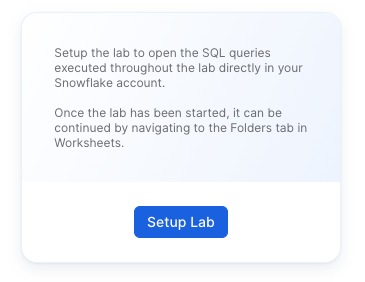 Setup the lab to open the SQL queries
executed throughout the lab directly in your
Snowflake account.
Once the lab has been started, it can be
continued by navigating to the Folders tab in
Worksheets.
Setup Lab